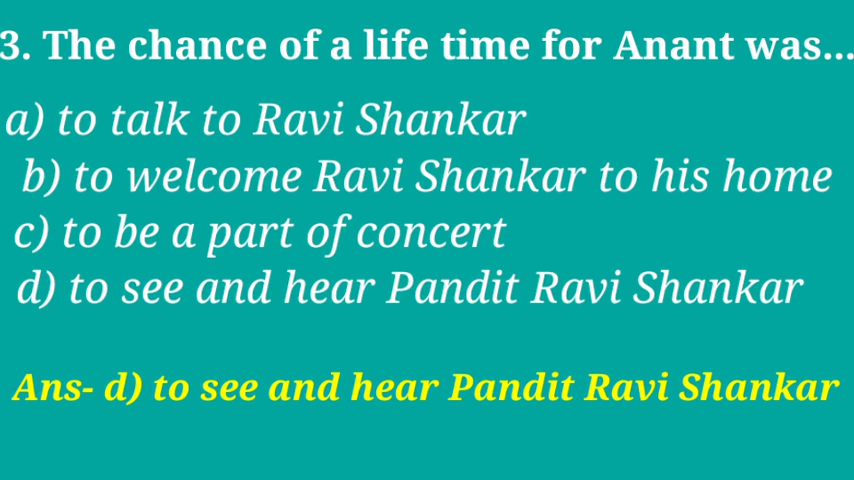 3. The chance of a life time for Anant was...
a) to talk to Ravi Shankar
b) to welcome Ravi Shankar to his home
c) to be a part of concert
d) to see and hear Pandit Ravi Shankar
Ans- d) to see and hear Pandit Ravi Shankar